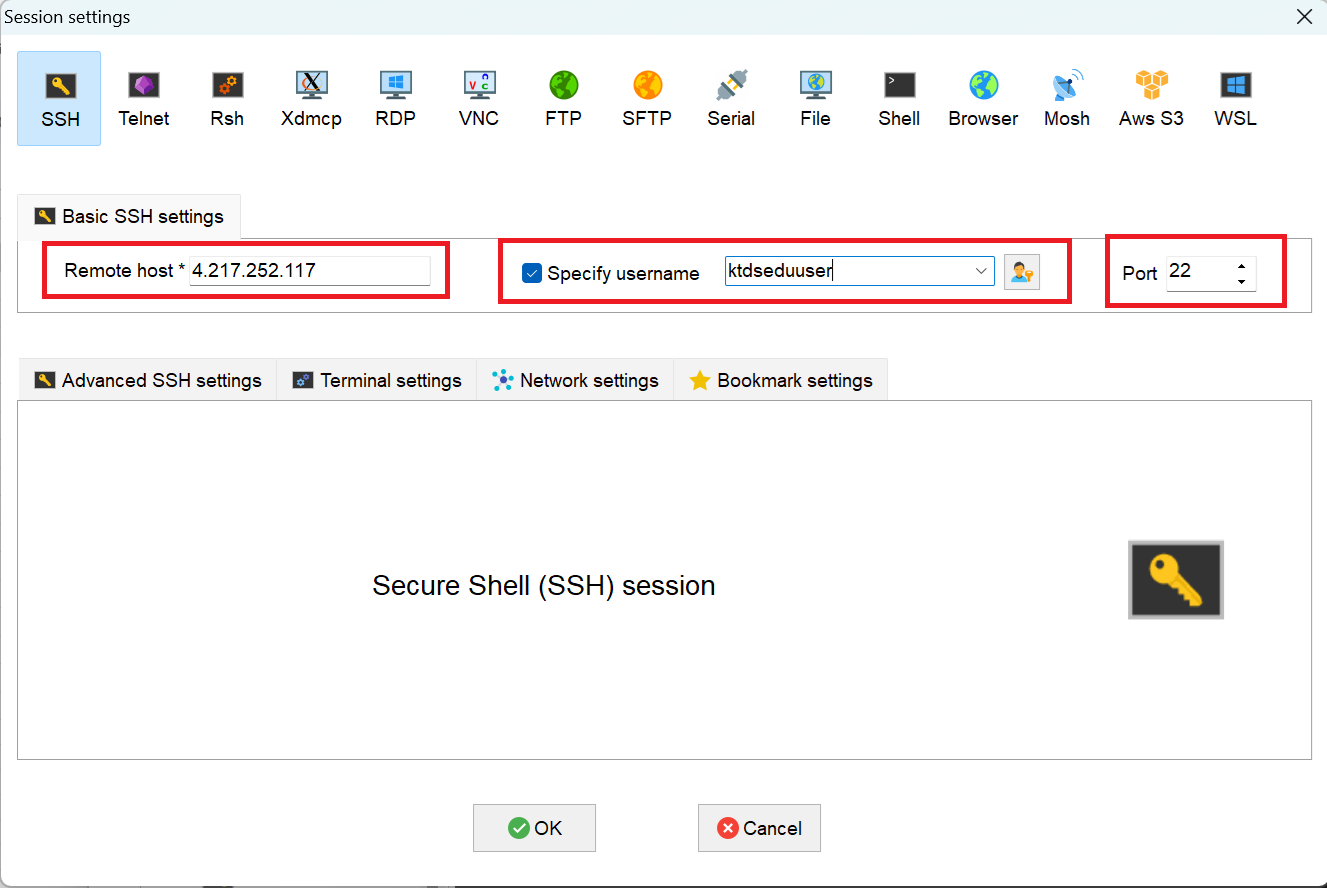 Session settings
SSH Telnet Rsh Xdmcp RDP VNC FTP SFTP Serial File Shell Browser Mosh Aws S3 WSL
Basic SSH settings
Remote host * 4.217.252.117 Specify username ktdseduuser Port 22
Advanced SSH settings Terminal settings Network settings Bookmark settings
Secure Shell (SSH) session
OK Cancel